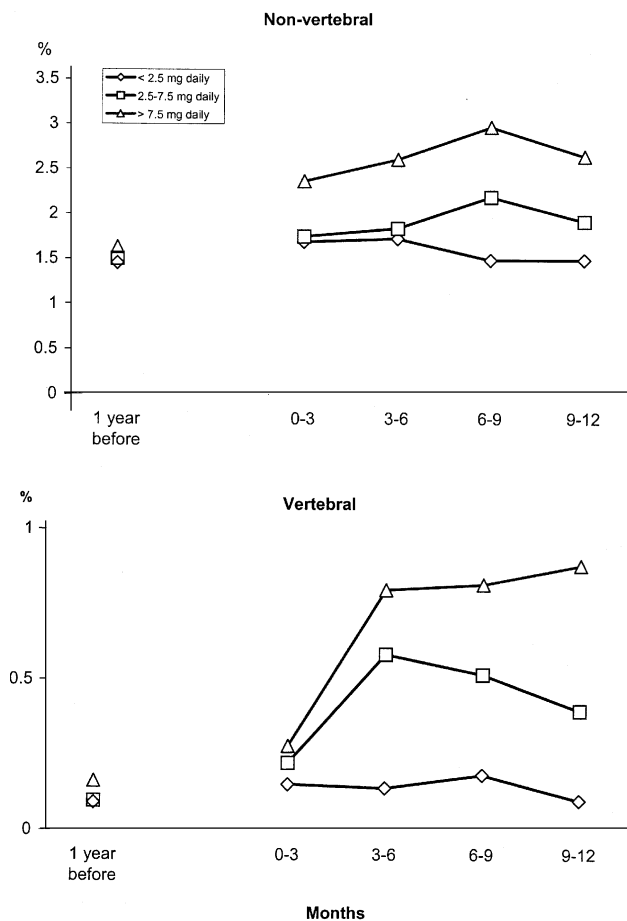 Non-vertebral
%
3.5
< 2.5 mg daily
2.5-7.5 mg daily
> 7.5 mg daily
3
2.5
2
1.5
1
0.5
0
1 year
before
0-3
3-6
6-9
9-12
%
Vertebral
1
0.5
0
1 year
before
0-3
3-6
6-9
9-12
Months